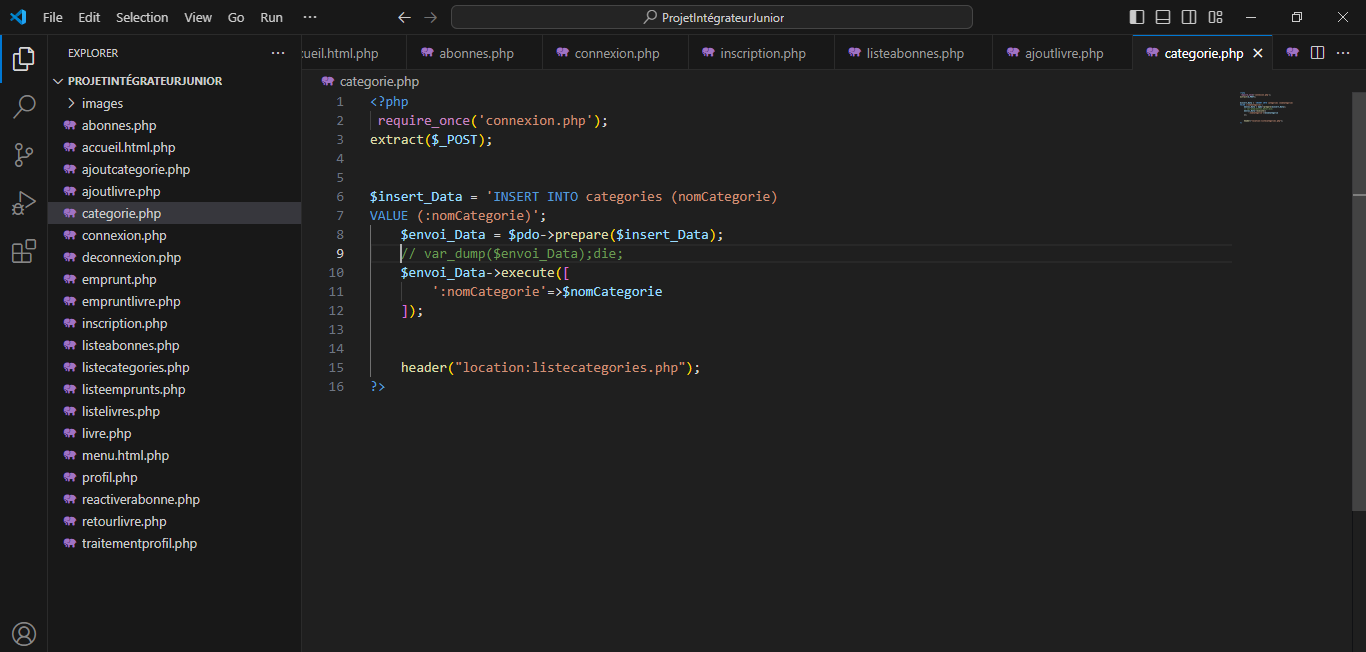 File Edit Selection View Go Run ···
ProjetIntégrateurJunior
EXPLORER ···
PROJETINTÉGRATEURJUNIOR
images
abonnes.php
accueil.html.php
ajoutcategorie.php
ajoutlivre.php
categorie.php
connexion.php
deconnexion.php
emprunt.php
empruntlivre.php
inscription.php
listeabonnes.php
listecategories.php
listeemprunts.php
listelivres.php
livre.php
menu.html.php
profil.php
reactiverabonne.php
retourlivre.php
traitementprofil.php
cueil.html.php abonnes.php connexion.php inscription.php listeabonnes.php ajoutlivre.php categorie.php ···
categorie.php
1 <?php
2 require_once('connexion.php');
3 extract($_POST);
4
5
6 $insert_Data = 'INSERT INTO categories (nomCategorie)
7 VALUE (:nomCategorie)';
8 $envoi_Data = $pdo->prepare($insert_Data);
9 // var_dump($envoi_Data);die;
10 $envoi_Data->execute([
11 ':nomCategorie'=>$nomCategorie
12 ]);
13
14
15 header("location:listecategories.php");
16 ?>